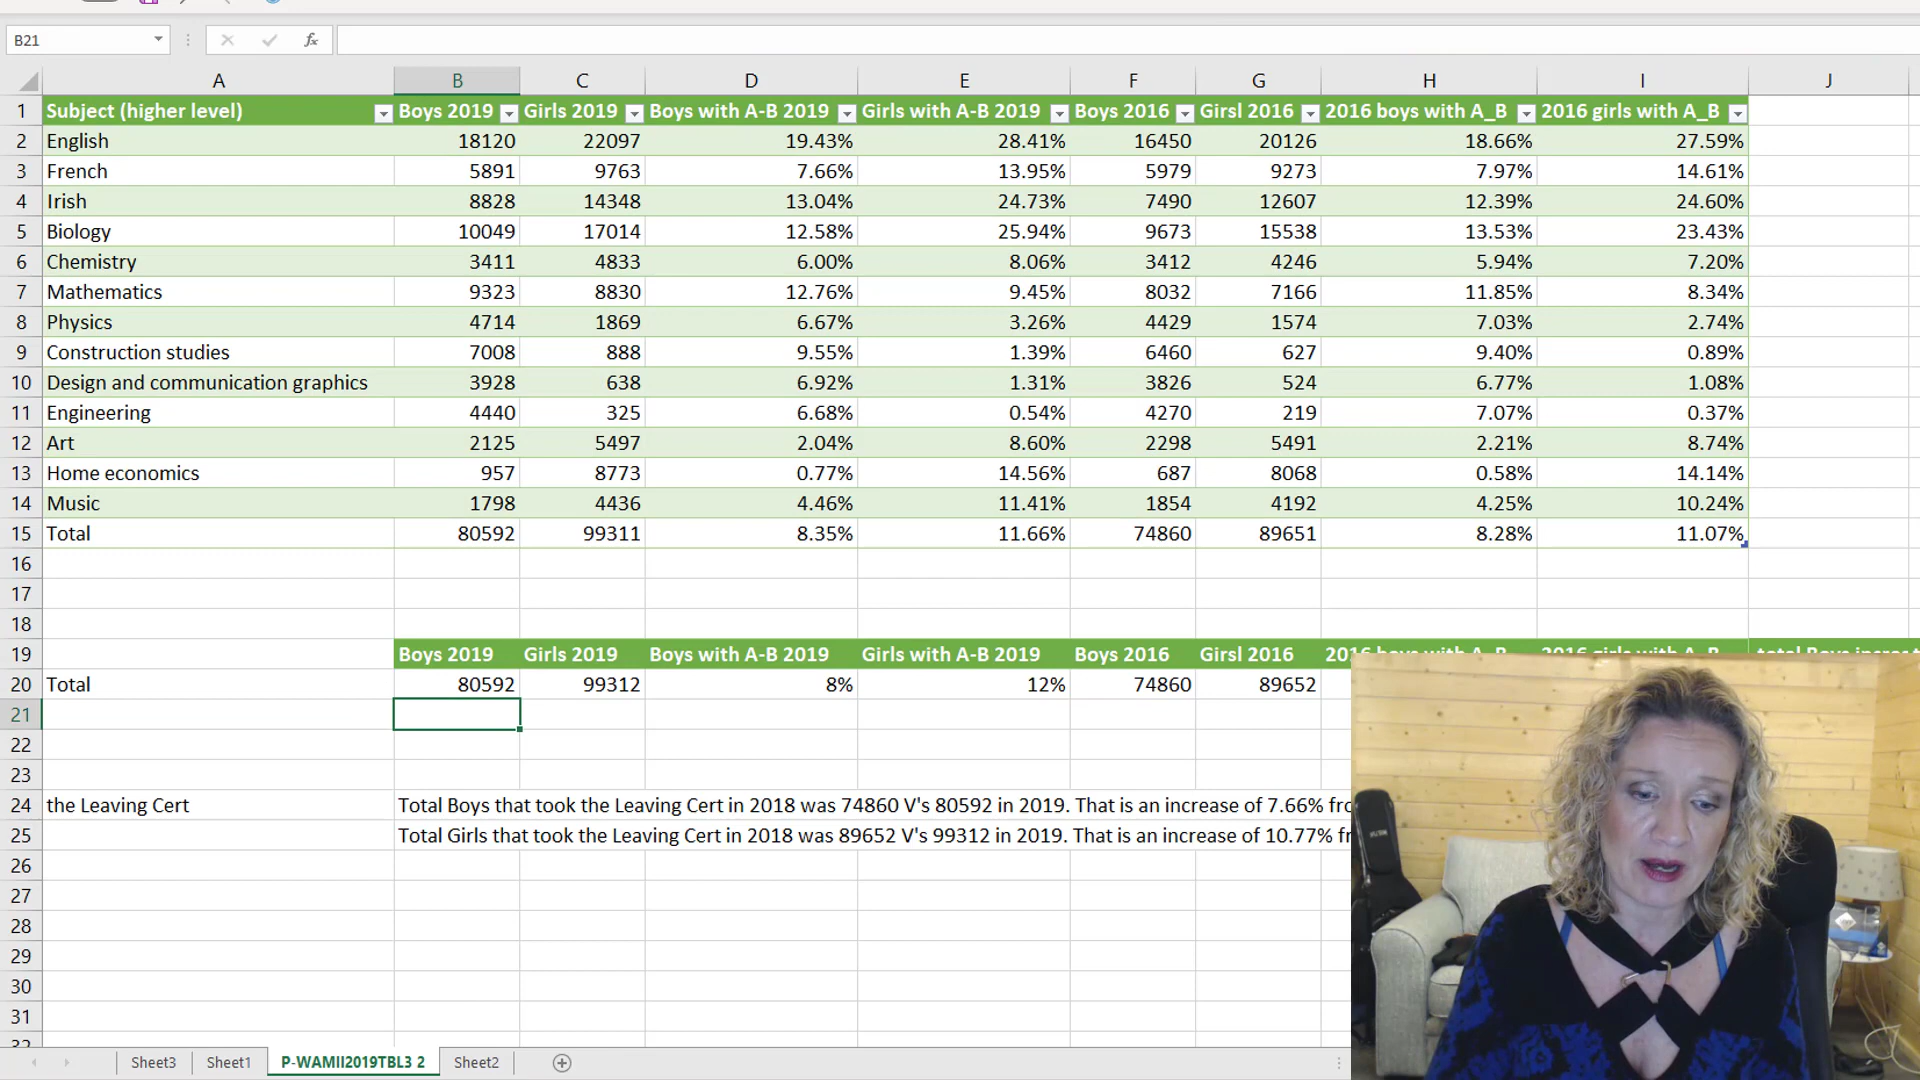 B21 fx
A B C D E F G H I J
1 Subject (higher level) Boys 2019 Girls 2019 Boys with A-B 2019 Girls with A-B 2019 Boys 2016 Girsl 2016 2016 boys with A_B 2016 girls with A_B
2 English 18120 22097 19.43% 28.41% 16450 20126 18.66% 27.59%
3 French 5891 9763 7.66% 13.95% 5979 9273 7.97% 14.61%
4 Irish 8828 14348 13.04% 24.73% 7490 12607 12.39% 24.60%
5 Biology 10049 17014 12.58% 25.94% 9673 15538 13.53% 23.43%
6 Chemistry 3411 4833 6.00% 8.06% 3412 4246 5.94% 7.20%
7 Mathematics 9323 8830 12.76% 9.45% 8032 7166 11.85% 8.34%
8 Physics 4714 1869 6.67% 3.26% 4429 1574 7.03% 2.74%
9 Construction studies 7008 888 9.55% 1.39% 6460 627 9.40% 0.89%
10 Design and communication graphics 3928 638 6.92% 1.31% 3826 524 6.77% 1.08%
11 Engineering 4440 325 6.68% 0.54% 4270 219 7.07% 0.37%
12 Art 2125 5497 2.04% 8.60% 2298 5491 2.21% 8.74%
13 Home economics 957 8773 0.77% 14.56% 687 8068 0.58% 14.14%
14 Music 1798 4436 4.46% 11.41% 1854 4192 4.25% 10.24%
15 Total 80592 99311 8.35% 11.66% 74860 89651 8.28% 11.07%
16
17
18
19 Boys 2019 Girls 2019 Boys with A-B 2019 Girls with A-B 2019 Boys 2016 Girsl 2016
20 Total 80592 99312 8% 12% 74860 89652
21
22
23
24 the Leaving Cert Total Boys that took the Leaving Cert in 2018 was 74860 V's 80592 in 2019. That is an increase of 7.66%
25 Total Girls that took the Leaving Cert in 2018 was 89652 V's 99312 in 2019. That is an increase of 10.77%
26
27
28
29
30
31
Sheet3 Sheet1 P-WAMII2019TBL3 2 Sheet2